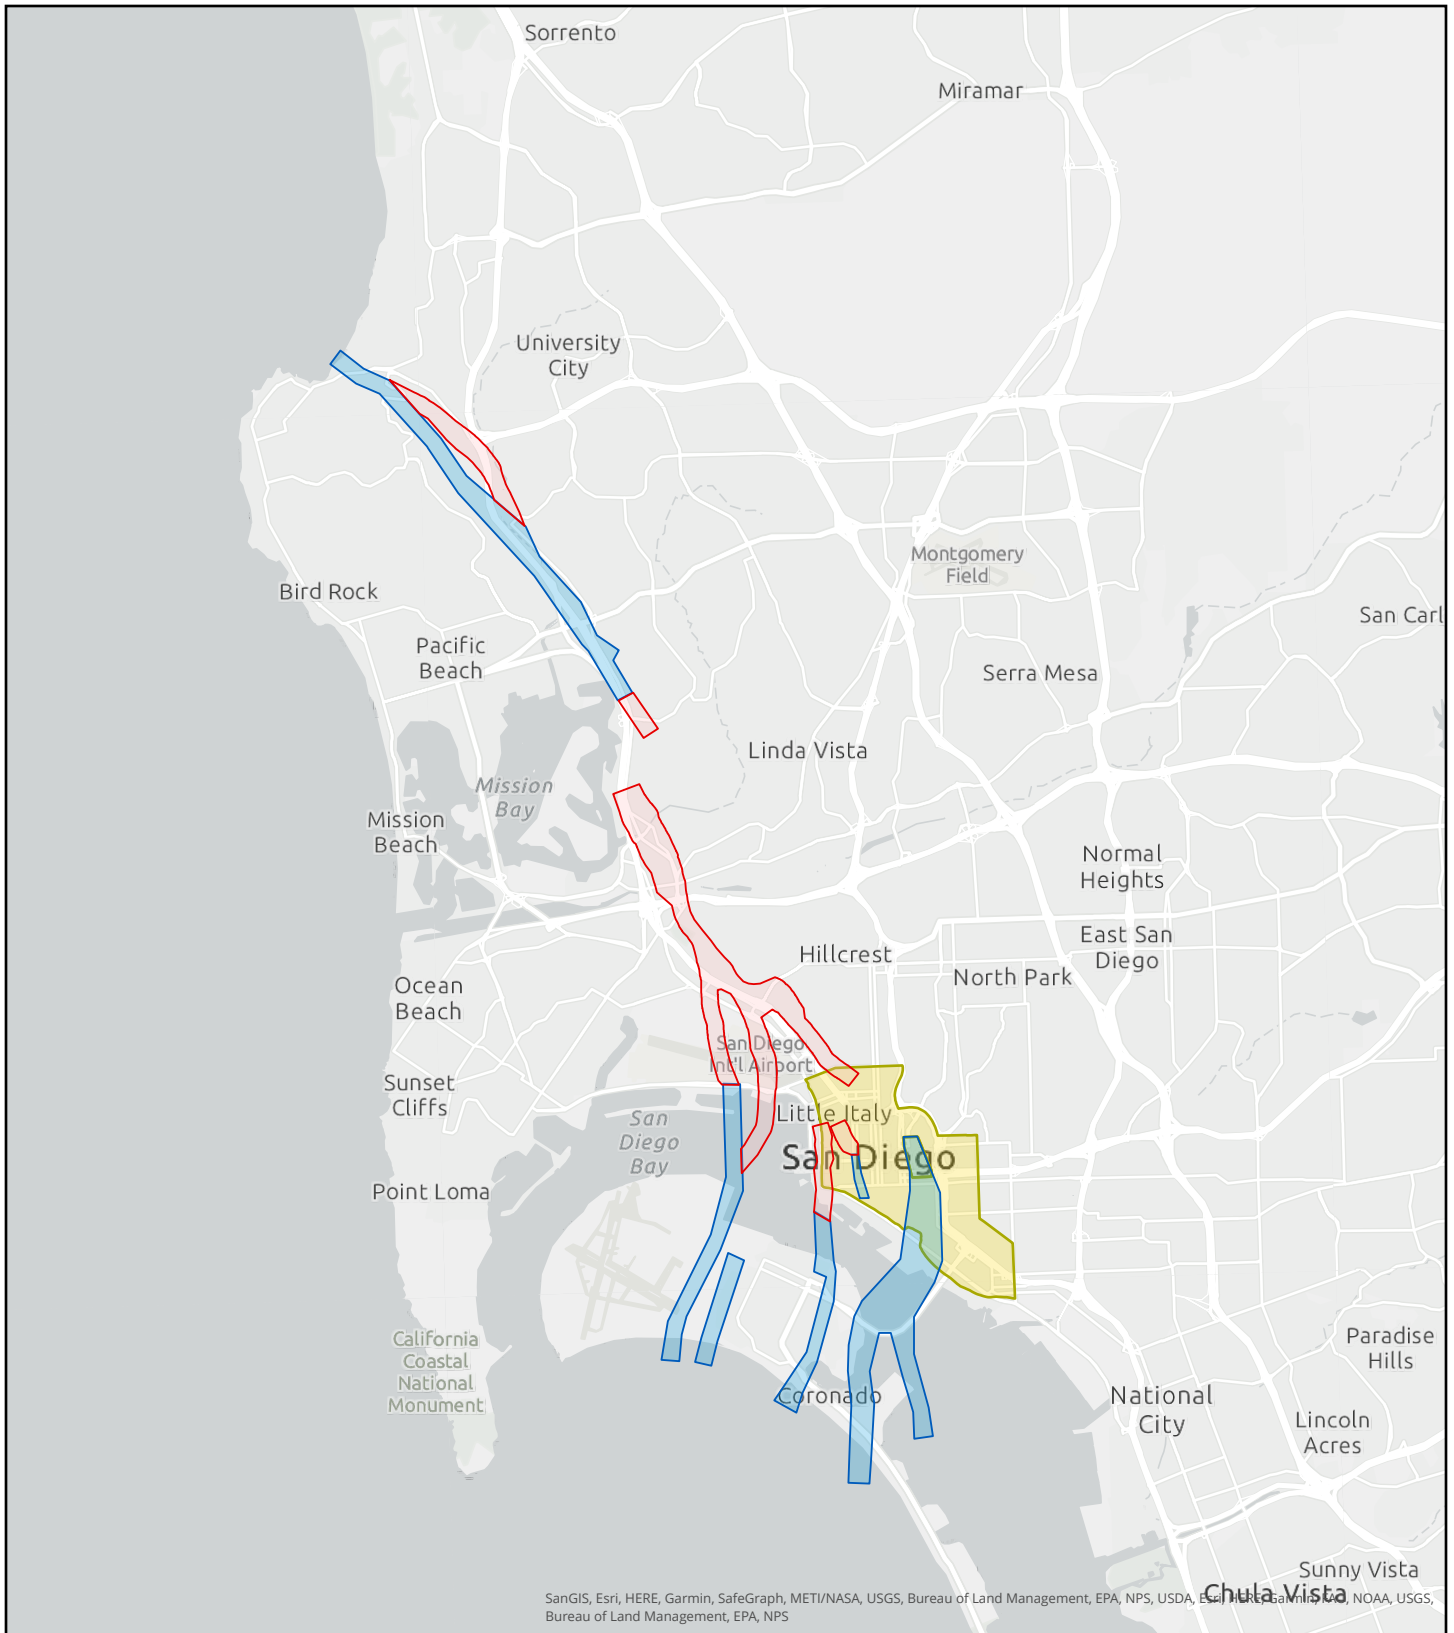 Sorrento
Miramar
University
City
Montgomery
Field
Bird Rock
San Carl
Pacific
Beach
Serra Mesa
Linda Vista
Mission
Bay
Mission
Beach
Normal
Heights
Hillcrest
East San
Diego
North Park
Ocean
Beach
San Diego
Int'l Airport
Sunset
Cliffs
Little Italy
San
Diego
Bay
San Diego
Point Loma
California
Coastal
National
Monument
Paradise
Hills
Coronado
National
City
Lincoln
Acres
Sunny Vista
Chula Vista
SanGIS, Esri, HERE, Garmin, SafeGraph, METI/NASA, USGS, Bureau of Land Management, EPA, NPS, USDA, Esri, HERE, Garmin, FAO, NOAA, USGS,
Bureau of Land Management, EPA, NPS